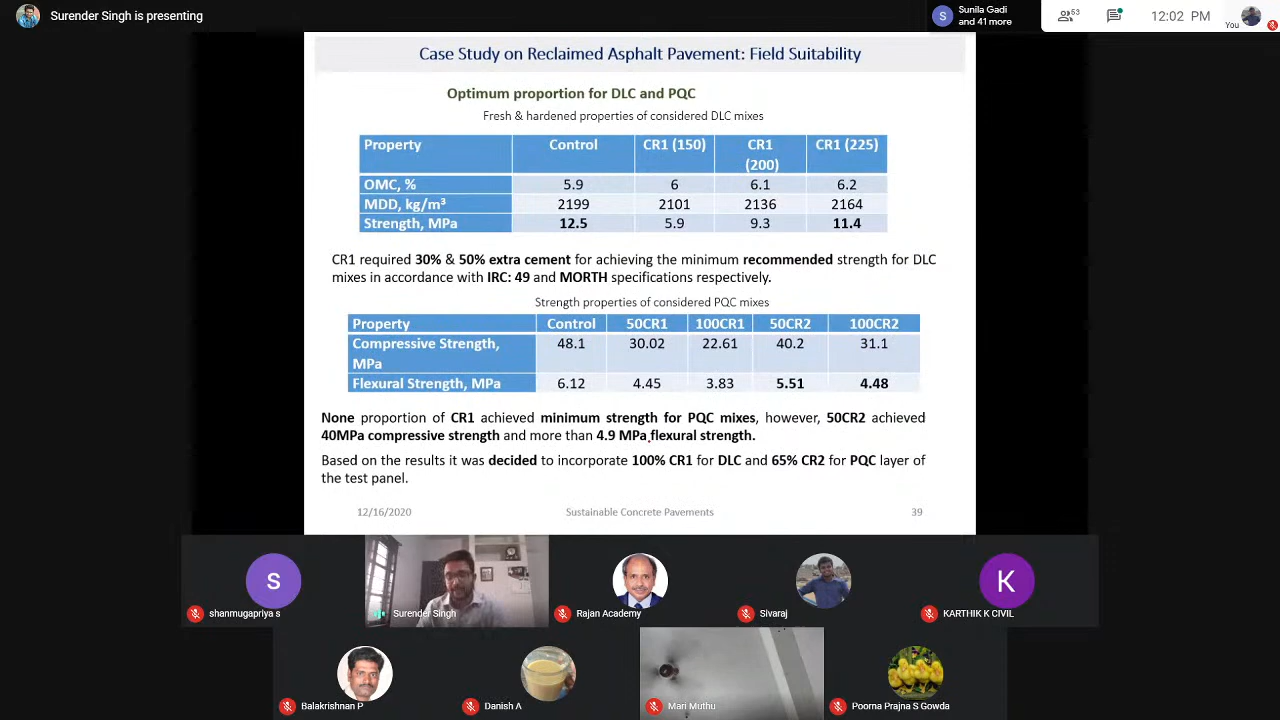 Surender Singh is presenting
S
Sunila Gadi
and 41 more
53
12:02 PM
You
Case Study on Reclaimed Asphalt Pavement: Field Suitability
Optimum proportion for DLC and PQC
Fresh & hardened properties of considered DLC mixes
Property Control CR1 (150) CR1 (200) CR1 (225)
OMC, % 5.9 6 6.1 6.2
MDD, kg/m³ 2199 2101 2136 2164
Strength, MPa 12.5 5.9 9.3 11.4
CR1 required 30% & 50% extra cement for achieving the minimum recommended strength for DLC
mixes in accordance with IRC: 49 and MORTH specifications respectively.
Strength properties of considered PQC mixes
Property Control 50CR1 100CR1 50CR2 100CR2
Compressive Strength, MPa 48.1 30.02 22.61 40.2 31.1
Flexural Strength, MPa 6.12 4.45 3.83 5.51 4.48
None proportion of CR1 achieved minimum strength for PQC mixes, however, 50CR2 achieved
40MPa compressive strength and more than 4.9 MPa flexural strength.
Based on the results it was decided to incorporate 100% CR1 for DLC and 65% CR2 for PQC layer of
the test panel.
12/16/2020 Sustainable Concrete Pavements 39
S
K
shanmugapriya s
Surender Singh
Rajan Academy
Sivaraj
KARTHIK K CIVIL
Balakrishnan P
Danish A
Mari Muthu
Poorna Prajna S Gowda